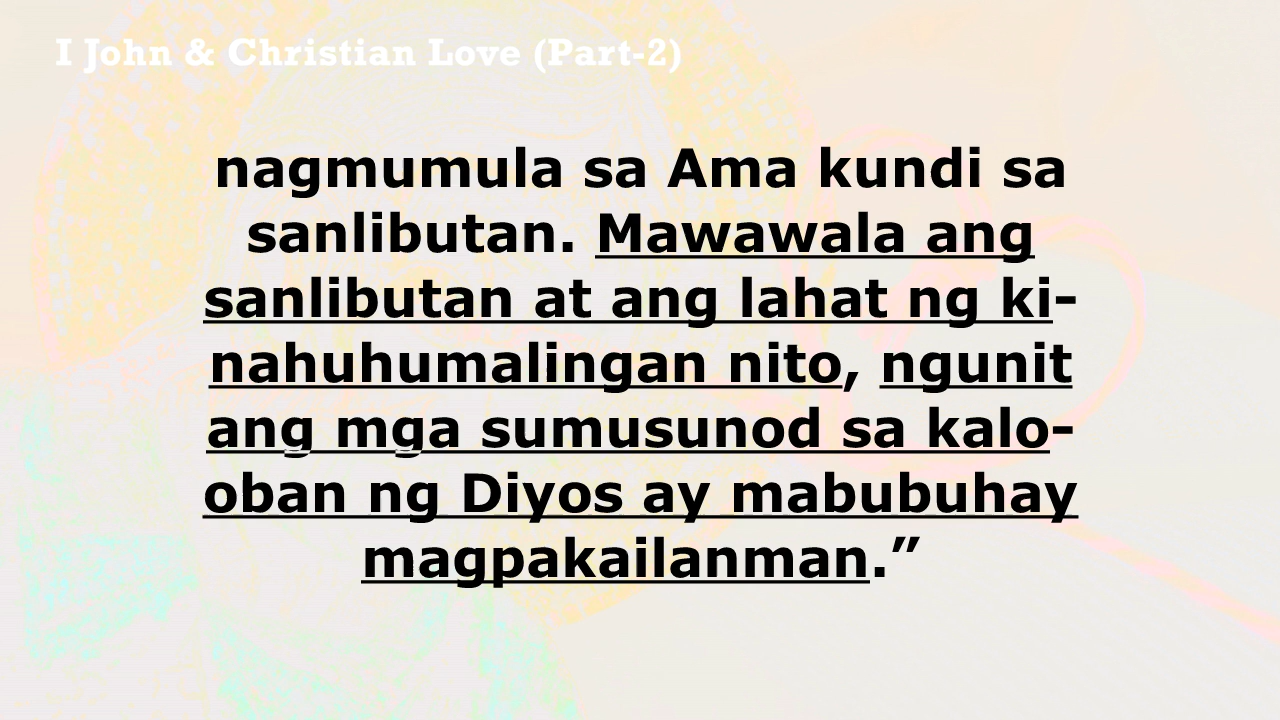 I John & Christian Love (Part-2)
nagmumula sa Ama kundi sa
sanlibutan. Mawawala ang
sanlibutan at ang lahat ng ki-
nahuhumalingan nito, ngunit
ang mga sumusunod sa kalo-
oban ng Diyos ay mabubuhay
magpakailanman.”